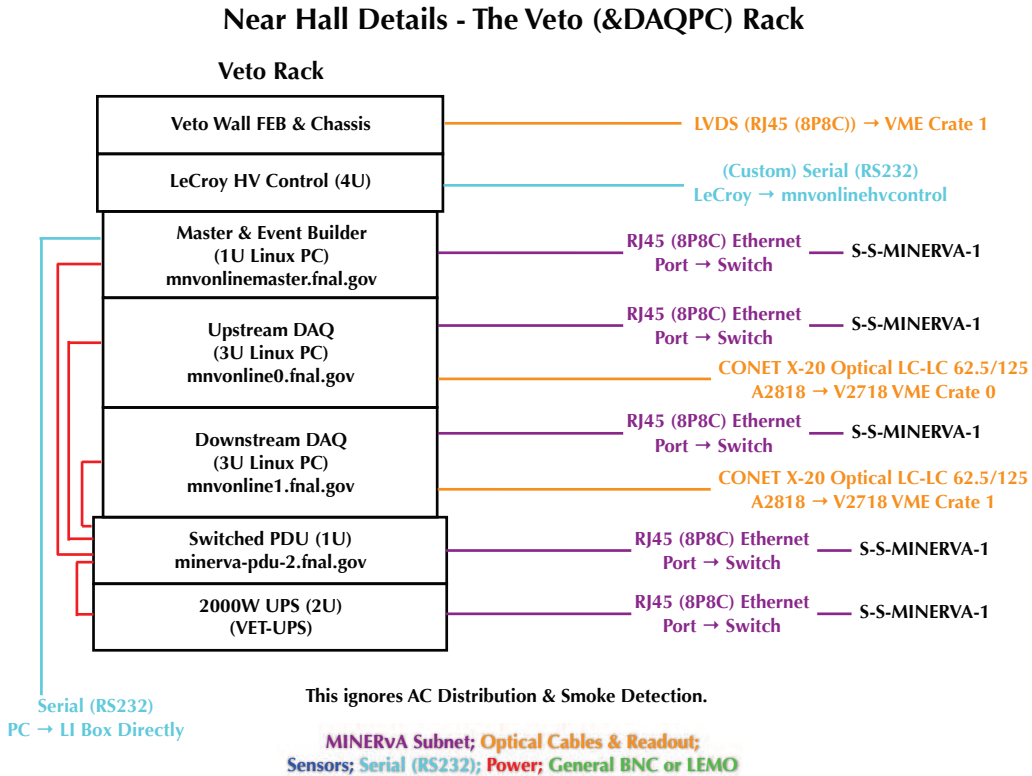 Near Hall Details - The Veto (&DAQPC) Rack
Veto Rack
Veto Wall FEB & Chassis
LVDS (RJ45 (8P8C)) → VME Crate 1
LeCroy HV Control (4U)
(Custom) Serial (RS232)
LeCroy → mnvonlinehvcontrol
Master & Event Builder
(1U Linux PC)
mnvonlinemaster.fnal.gov
RJ45 (8P8C) Ethernet
Port → Switch
S-S-MINERVA-1
Upstream DAQ
(3U Linux PC)
mnvonline0.fnal.gov
RJ45 (8P8C) Ethernet
Port → Switch
S-S-MINERVA-1
CONET X-20 Optical LC-LC 62.5/125
A2818 → V2718 VME Crate 0
Downstream DAQ
(3U Linux PC)
mnvonline1.fnal.gov
RJ45 (8P8C) Ethernet
Port → Switch
S-S-MINERVA-1
CONET X-20 Optical LC-LC 62.5/125
A2818 → V2718 VME Crate 1
Switched PDU (1U)
minerva-pdu-2.fnal.gov
RJ45 (8P8C) Ethernet
Port → Switch
S-S-MINERVA-1
2000W UPS (2U)
(VET-UPS)
RJ45 (8P8C) Ethernet
Port → Switch
S-S-MINERVA-1
Serial (RS232)
PC → LI Box Directly
This ignores AC Distribution & Smoke Detection.
MINERνA Subnet; Optical Cables & Readout;
Sensors; Serial (RS232); Power; General BNC or LEMO